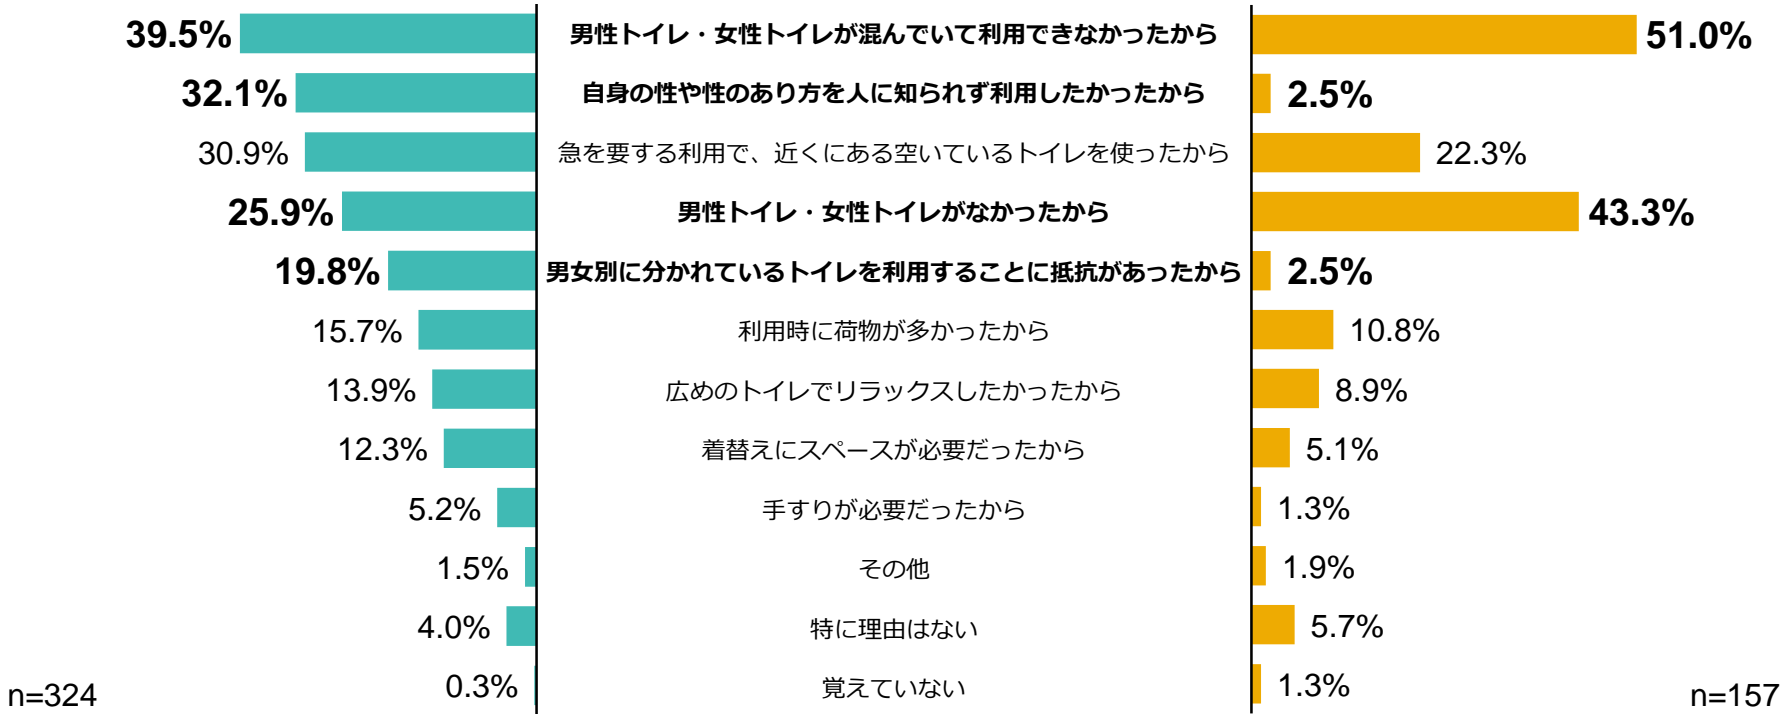 39.5% 男性トイレ・女性トイレが混んでいて利用できなかったから 51.0%
32.1% 自身の性や性のあり方を人に知られず利用したかったから 2.5%
30.9% 急を要する利用で、近くにある空いているトイレを使ったから 22.3%
25.9% 男性トイレ・女性トイレがなかったから 43.3%
19.8% 男女別に分かれているトイレを利用することに抵抗があったから 2.5%
15.7% 利用時に荷物が多かったから 10.8%
13.9% 広めのトイレでリラックスしたかったから 8.9%
12.3% 着替えにスペースが必要だったから 5.1%
5.2% 手すりが必要だったから 1.3%
1.5% その他 1.9%
4.0% 特に理由はない 5.7%
0.3% 覚えていない 1.3%
n=324 n=157